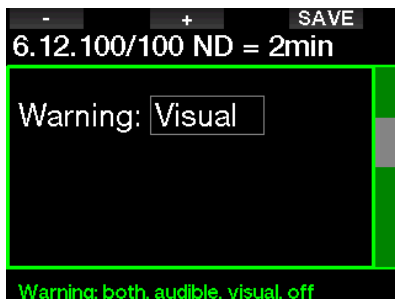 - + SAVE
6.12.100/100 ND = 2min
Warning: Visual
Warning: both, audible, visual, off